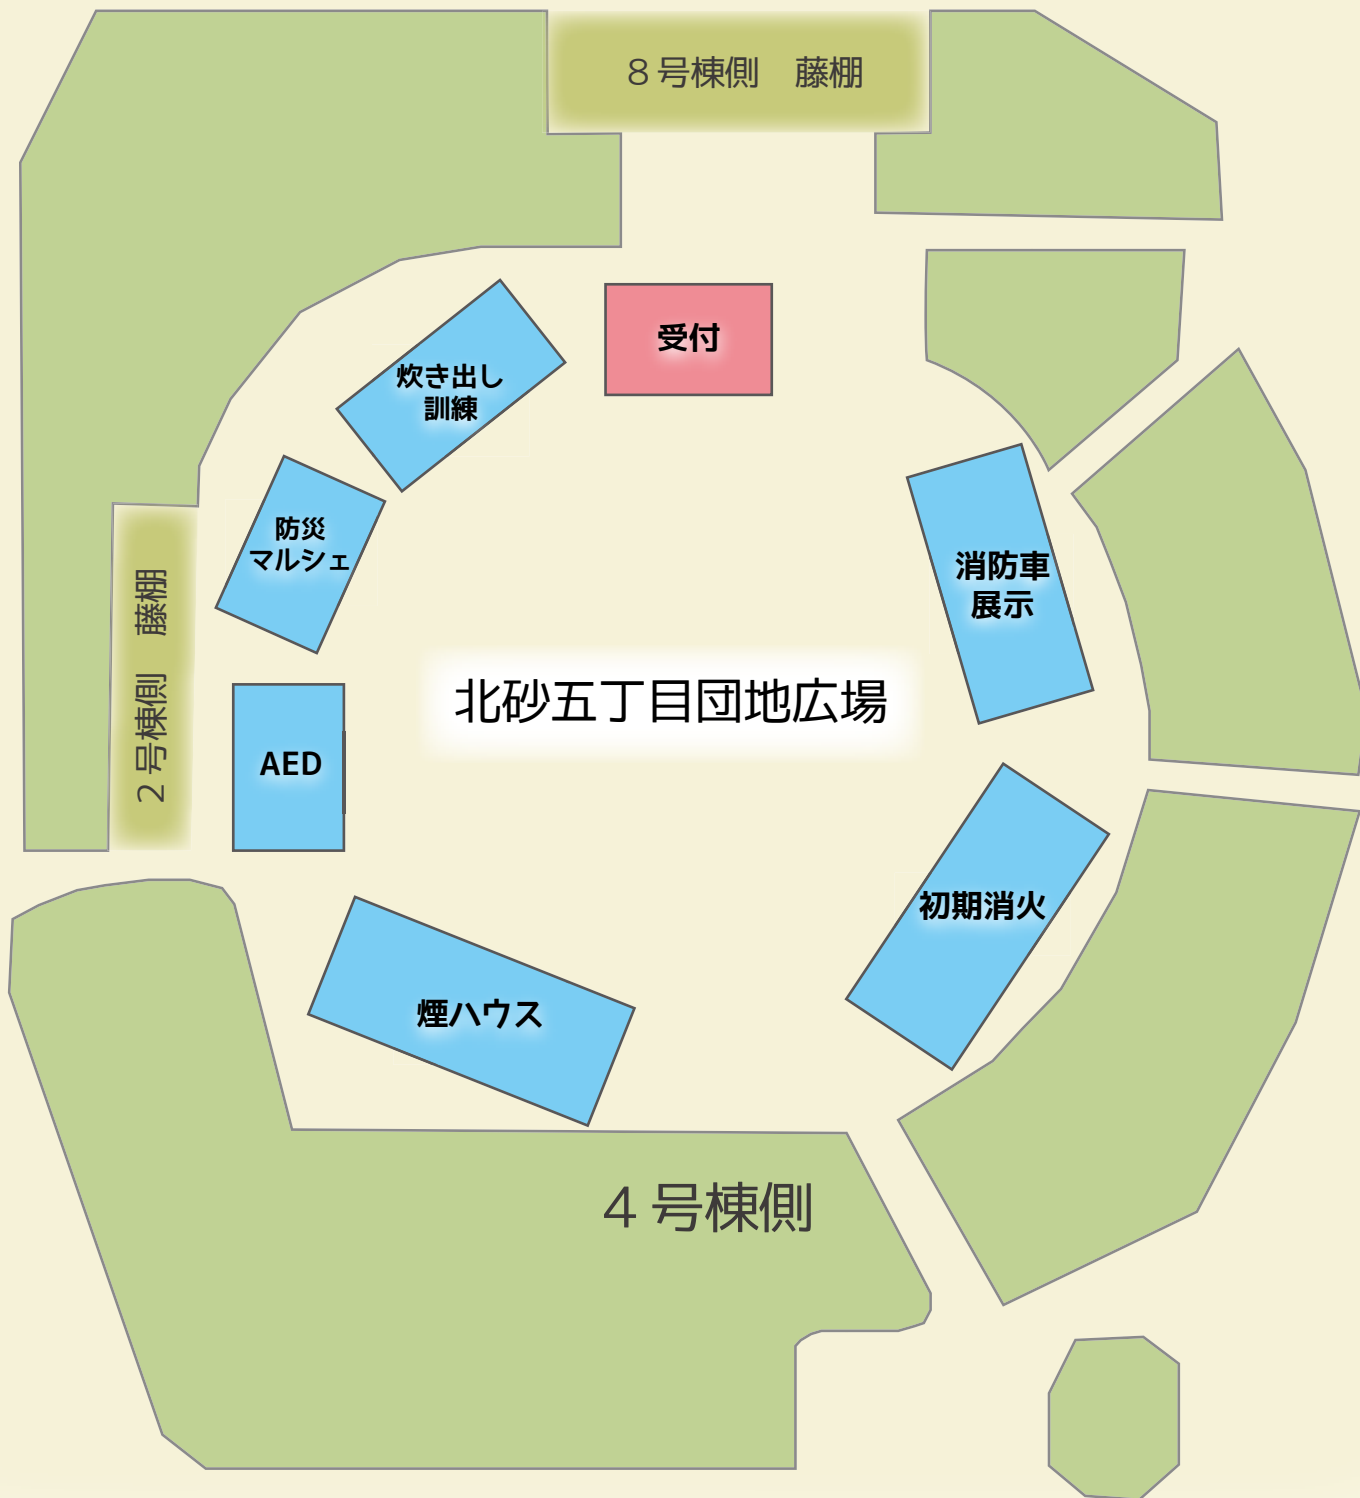 ８号棟側　藤棚
受付
炊き出し
訓練
防災
マルシェ
消防車
展示
２号棟側　藤棚
北砂五丁目団地広場
AED
初期消火
煙ハウス
４号棟側